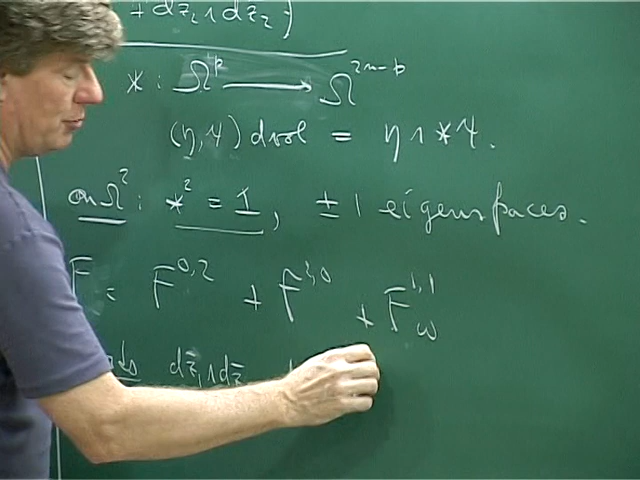 + dz̄₂∧dz̄₂)
* : Ω^p ⟶ Ω^{2n-p}
(η, ψ) dvol = η ∧ *ψ.
on Ω²: *² = 1, ±1 eigenspaces.
F = F^{0,2} + F^{2,0} + F^{1,1}_ω
dz̄₁∧dz̄